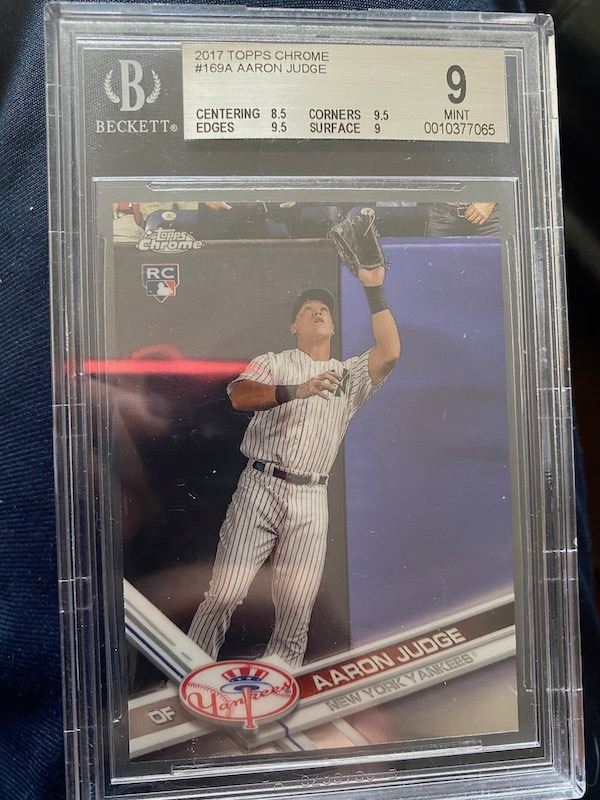 2017 TOPPS CHROME
#169A AARON JUDGE
B
BECKETT®
CENTERING 8.5 CORNERS 9.5
EDGES 9.5 SURFACE 9
9
MINT
0010377065
Topps
Chrome
RC
AARON JUDGE
NEW YORK YANKEES™
Yankees
OF